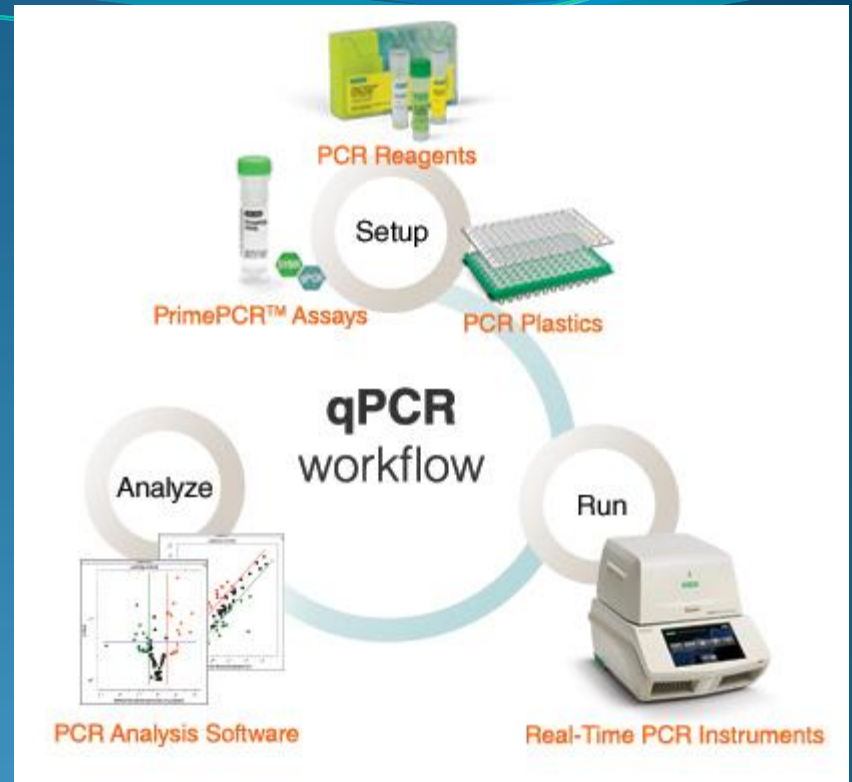 PCR Reagents
Setup
PrimePCR™ Assays
PCR Plastics
qPCR
workflow
Analyze
Run
PCR Analysis Software
Real-Time PCR Instruments